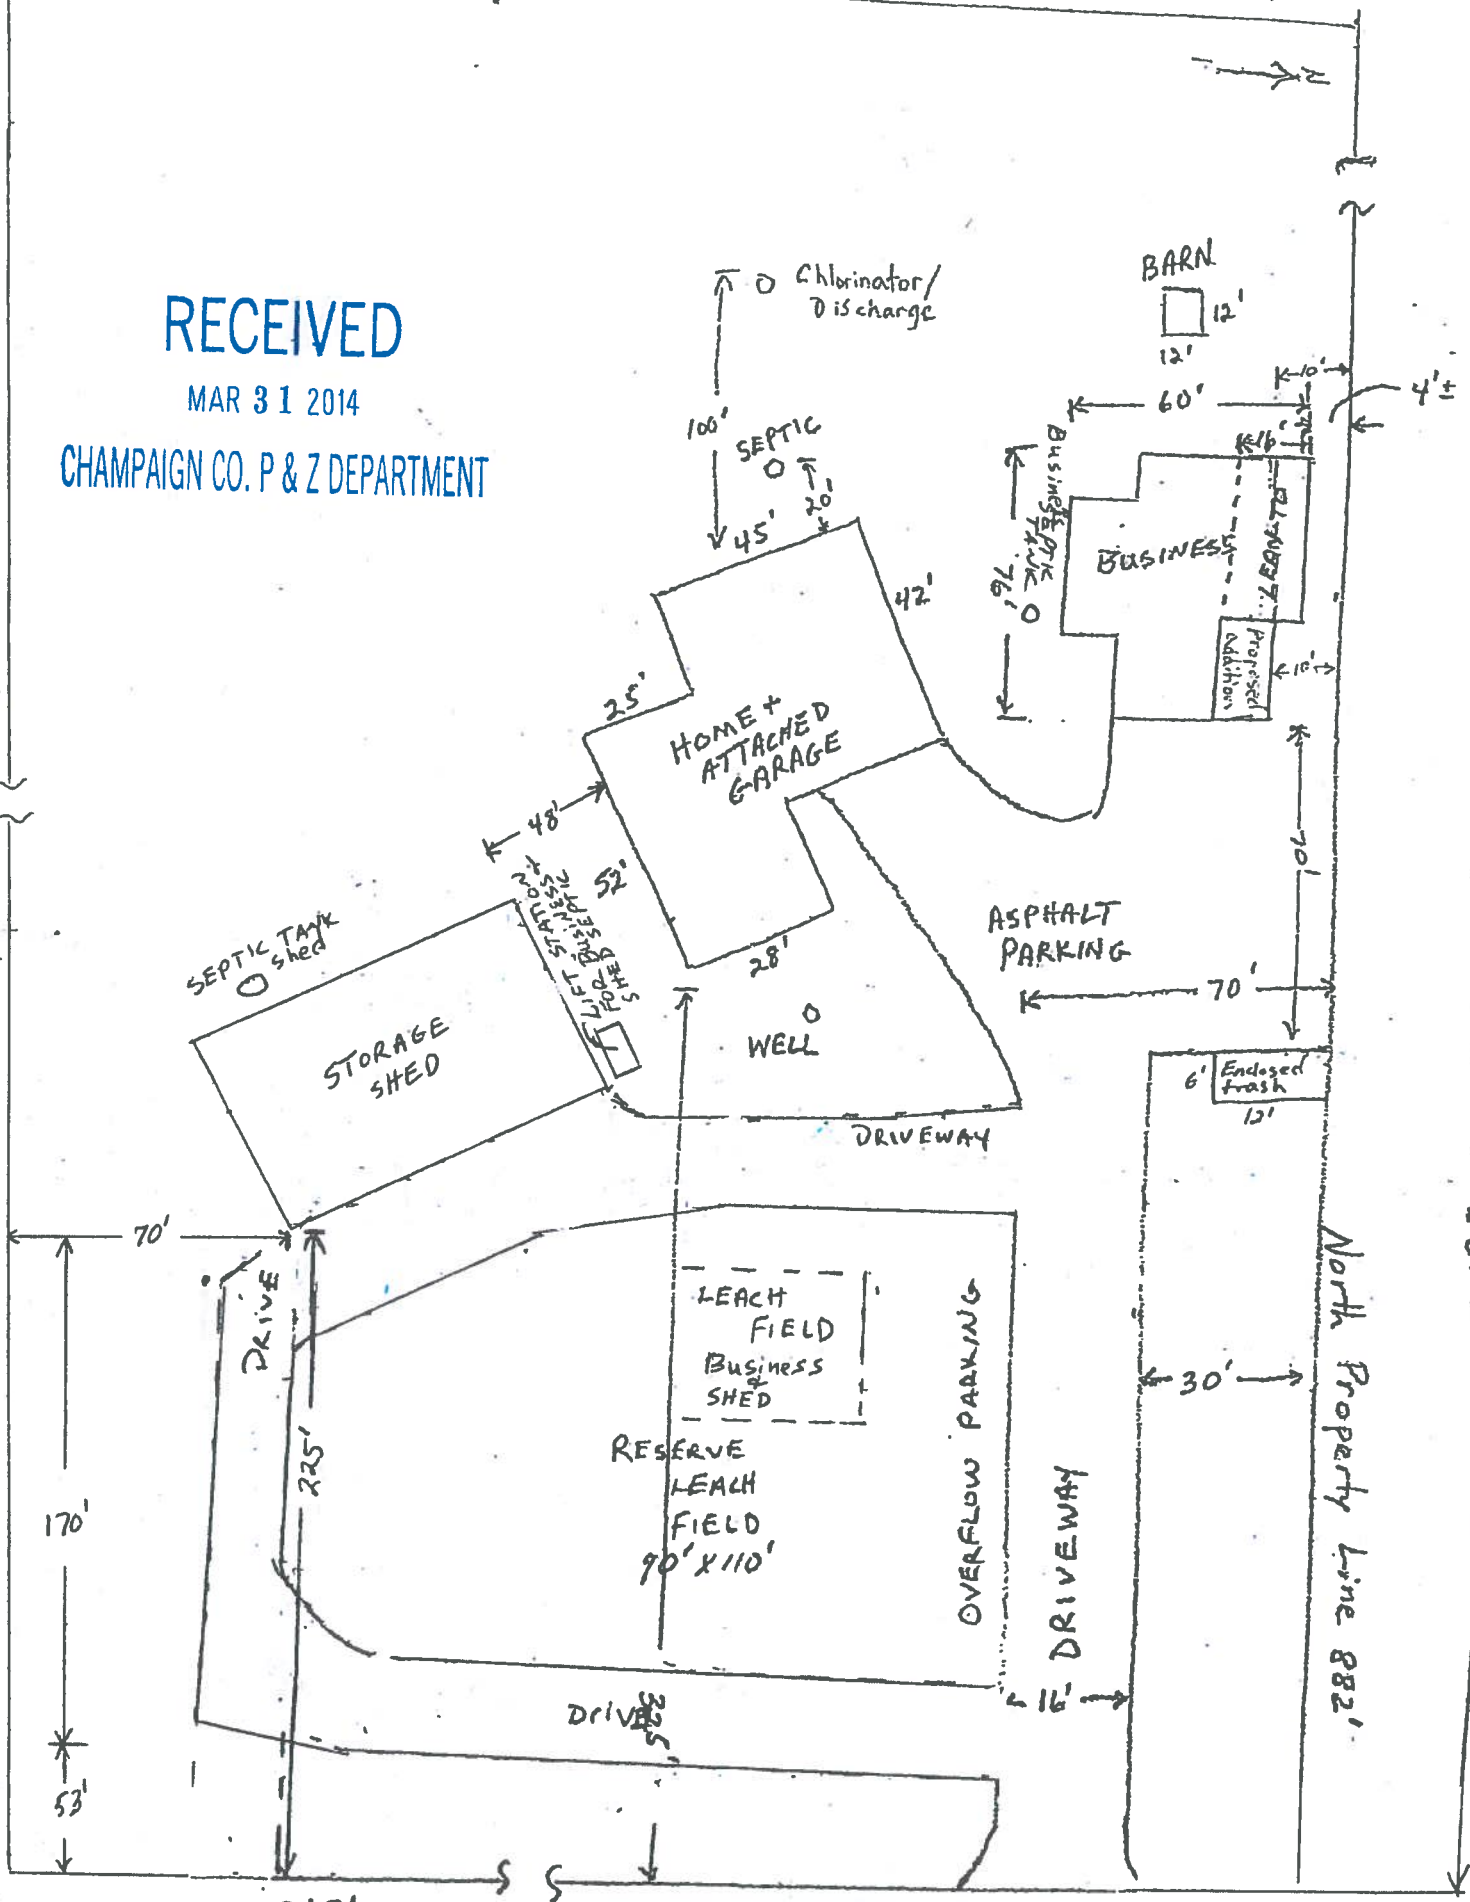 N
RECEIVED
MAR 31 2014
CHAMPAIGN CO. P & Z DEPARTMENT
Chlorinator/
Discharge
100'
SEPTIC
20'
BARN
12'
12'
10'
4'±
60'
16'
Business
SEPTIC
TANK
76'
BUSINESS
Proposed
addition
10'
45'
42'
25'
HOME +
ATTACHED
GARAGE
48'
52'
28'
LIFT STATION
FOR BUSINESS &
SHED SEPTIC
SEPTIC TANK
shed
STORAGE
SHED
WELL
ASPHALT
PARKING
70'
70'
6'
Enclosed
trash
12'
DRIVEWAY
70'
DRIVE
225'
170'
53'
LEACH
FIELD
Business
&
SHED
RESERVE
LEACH
FIELD
90' X 110'
OVERFLOW PARKING
DRIVEWAY
30'
North Property Line 882'
16'
Drive
325